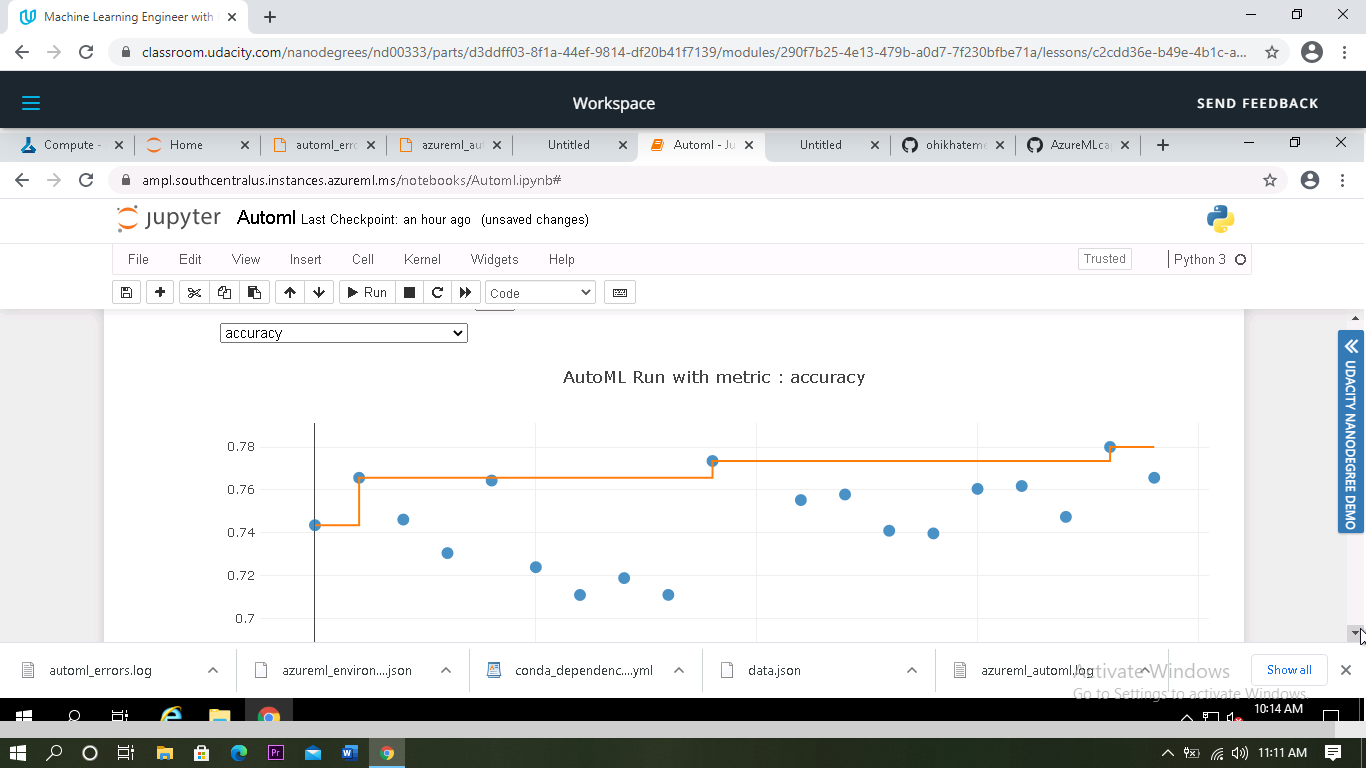 Machine Learning Engineer with
classroom.udacity.com/nanodegrees/nd00333/parts/d3ddff03-8f1a-44ef-9814-df20b41f7139/modules/290f7b25-4e13-479b-a0d7-7f230bfbe71a/lessons/c2cdd36e-b49e-4b1c-a...
Workspace
SEND FEEDBACK
Compute -
Home
automl_erro
azureml_aut
Untitled
Automl - Ju
Untitled
ohikhateme
AzureMLcap
ampl.southcentralus.instances.azureml.ms/notebooks/Automl.ipynb#
jupyter Automl Last Checkpoint: an hour ago (unsaved changes)
File Edit View Insert Cell Kernel Widgets Help
Trusted
Python 3
Run
Code
accuracy
AutoML Run with metric : accuracy
0.78
0.76
0.74
0.72
0.7
UDACITY NANODEGREE DEMO
automl_errors.log
azureml_environ....json
conda_dependenc....yml
data.json
azureml_automl.log
Show all
Activate Windows
Go to Settings to activate Windows.
10:14 AM
Pr
11:11 AM